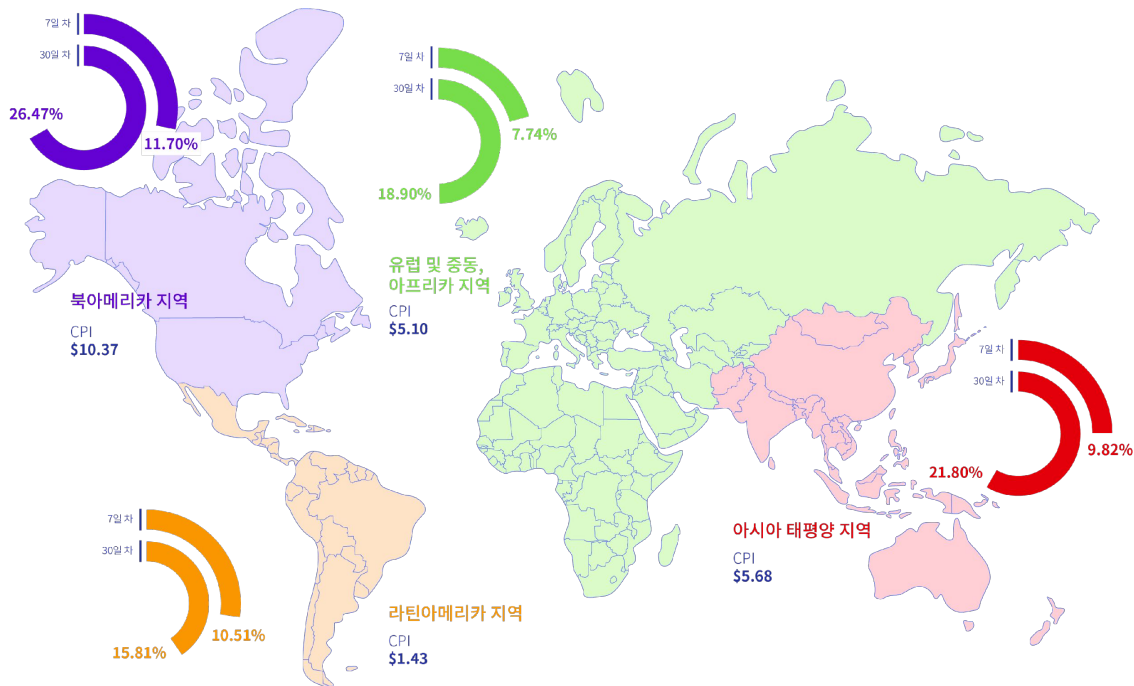 7일 차
30일 차
26.47%
11.70%
북아메리카 지역
CPI
$10.37
7일 차
30일 차
7.74%
18.90%
유럽 및 중동,
아프리카 지역
CPI
$5.10
7일 차
30일 차
9.82%
21.80%
아시아 태평양 지역
CPI
$5.68
7일 차
30일 차
10.51%
15.81%
라틴아메리카 지역
CPI
$1.43